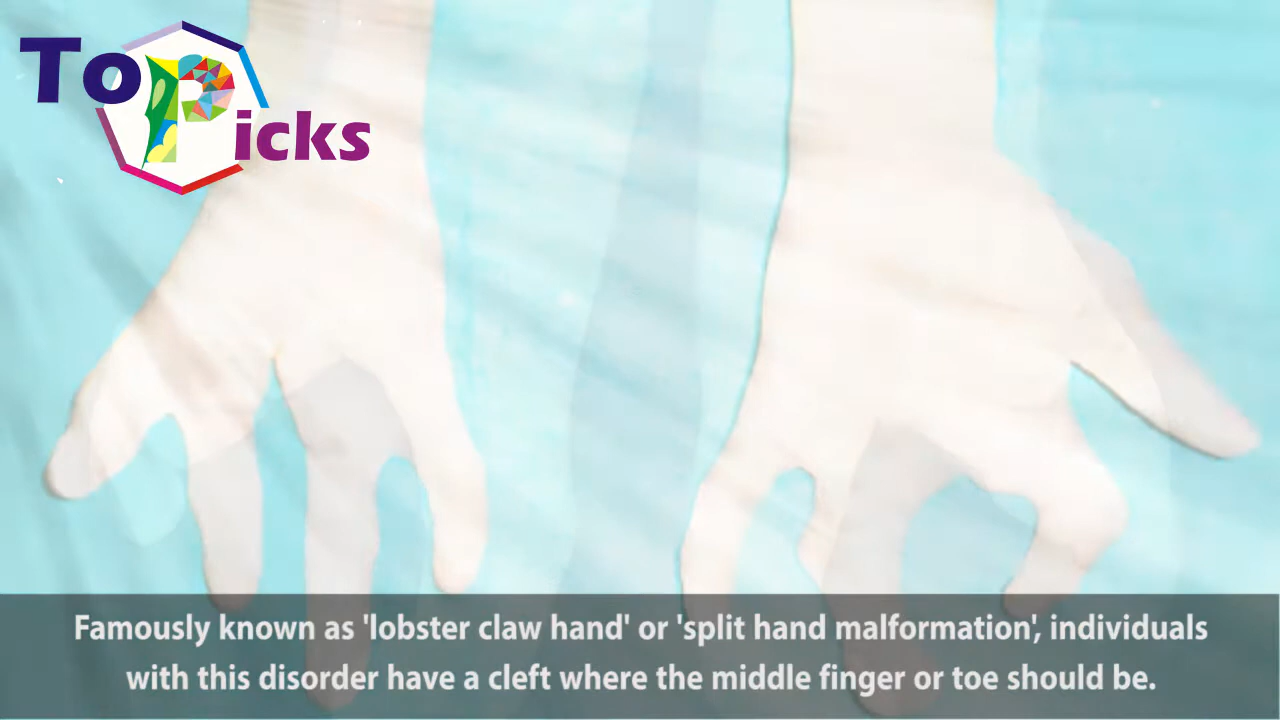 ToPicks
Famously known as 'lobster claw hand' or 'split hand malformation', individuals
with this disorder have a cleft where the middle finger or toe should be.